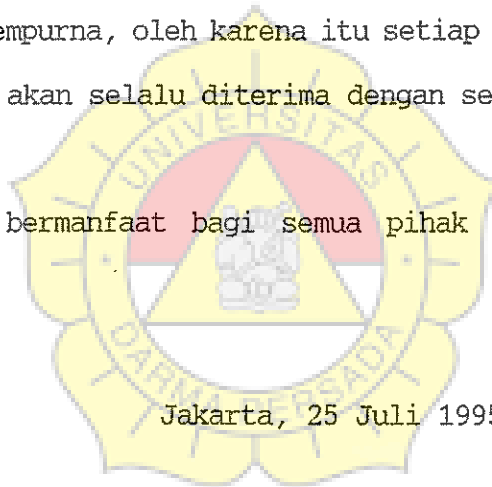 empurna, oleh karena itu setiap
akan selalu diterima dengan se
UNIVERSITAS
bermanfaat bagi semua pihak
DARMA PERSADA
Jakarta, 25 Juli 1995